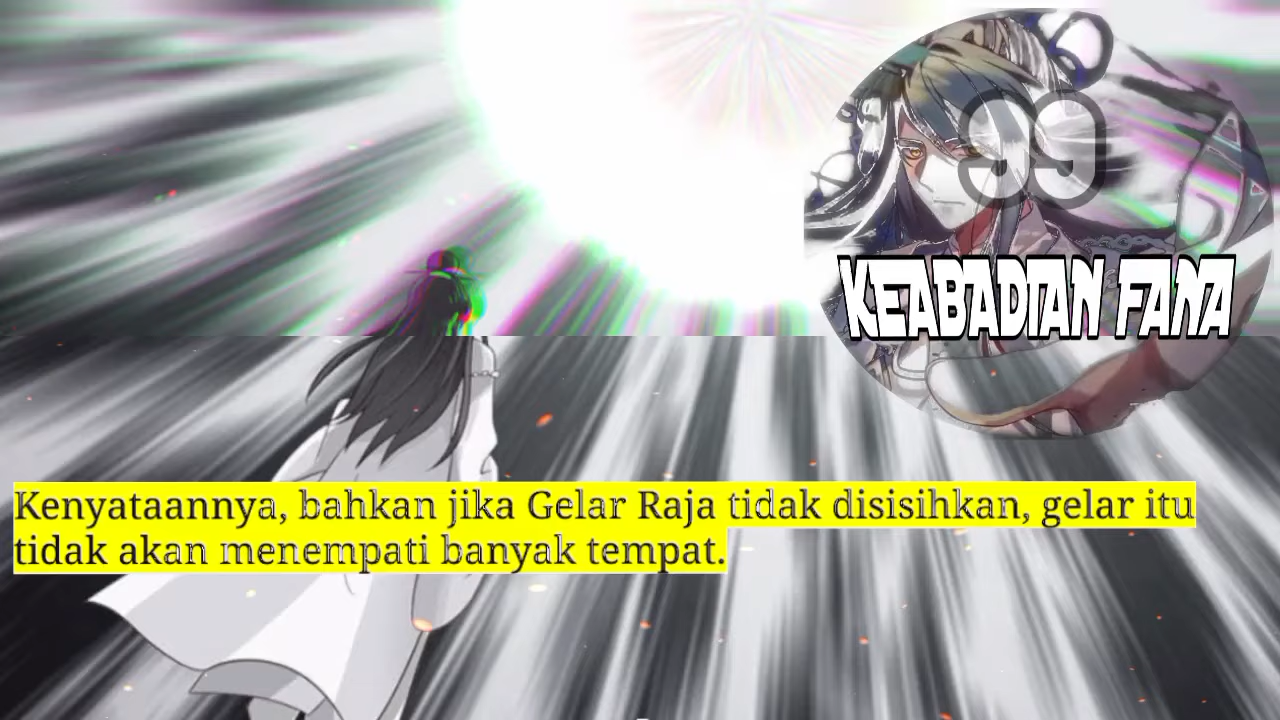 99
KEABADIAN FANA
Kenyataannya, bahkan jika Gelar Raja tidak disisihkan, gelar itu
tidak akan menempati banyak tempat.